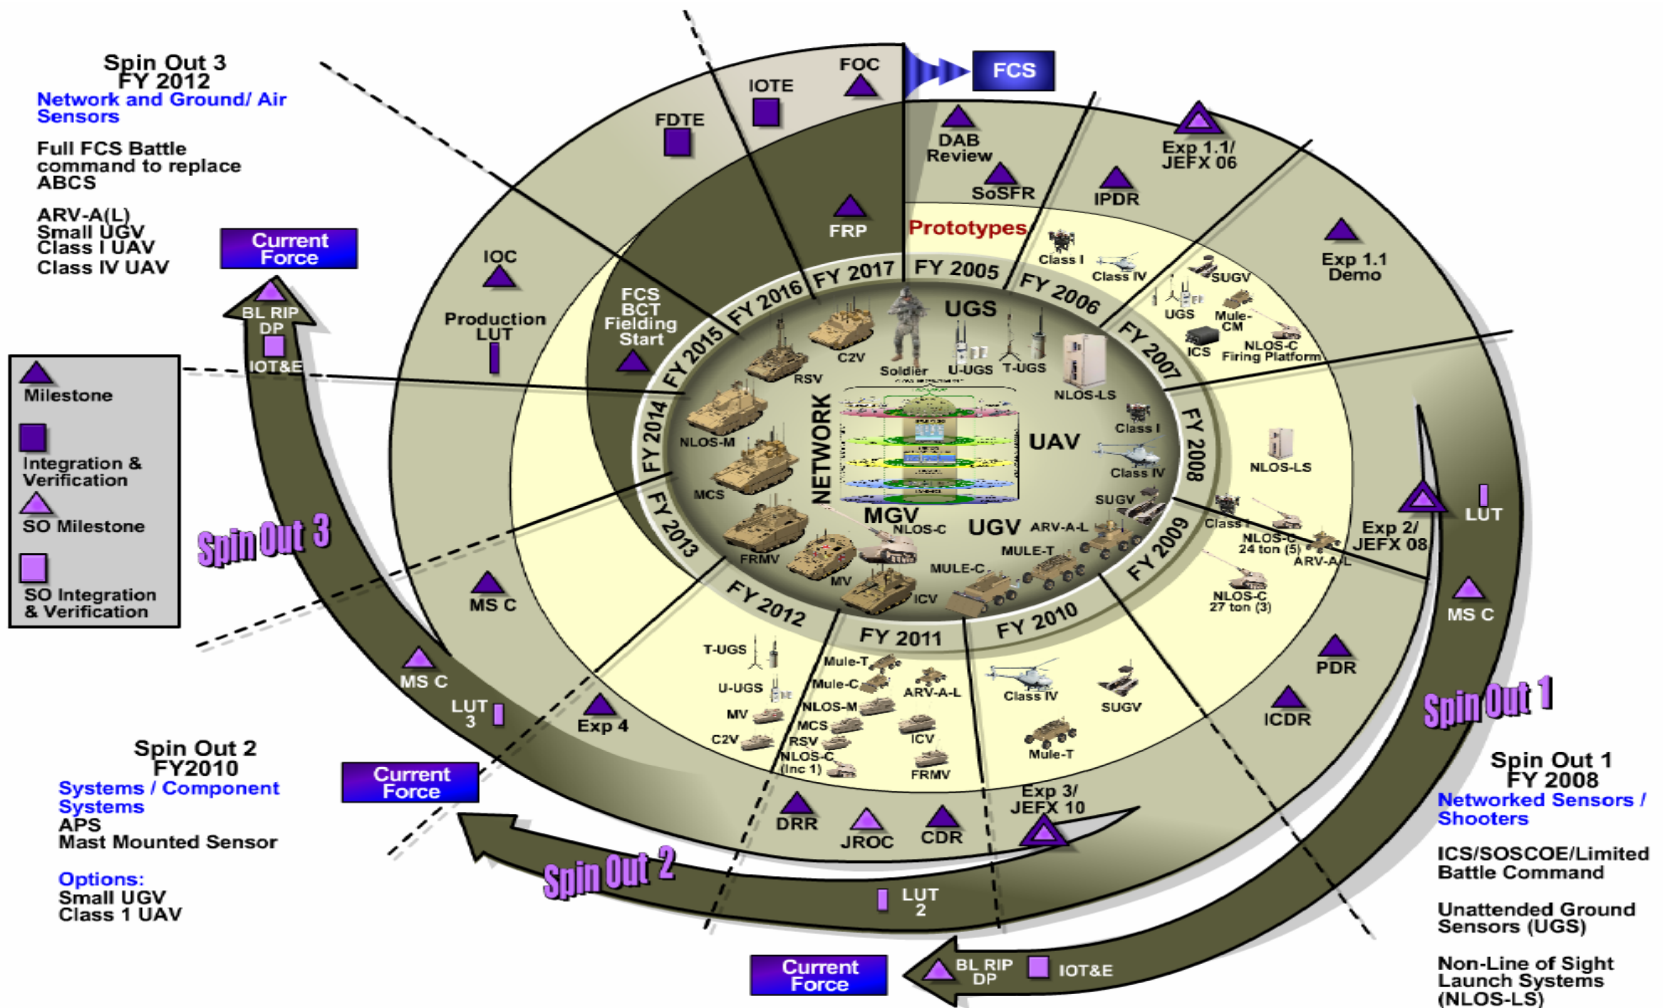 Spin Out 3
FY 2012
Network and Ground/ Air
Sensors
Full FCS Battle
command to replace
ABCS
ARV-A(L)
Small UGV
Class I UAV
Class IV UAV
Current
Force
BL RIP
DP
IOT&E
Milestone
Integration &
Verification
SO Milestone
SO Integration
& Verification
Spin Out 3
MS C
LUT
3
Spin Out 2
FY2010
Systems / Component
Systems
APS
Mast Mounted Sensor
Options:
Small UGV
Class 1 UAV
Current
Force
Spin Out 2
LUT
2
Current
Force
BL RIP
DP
IOT&E
Spin Out 1
FY 2008
Networked Sensors /
Shooters
ICS/SOSCOE/Limited
Battle Command
Unattended Ground
Sensors (UGS)
Non-Line of Sight
Launch Systems
(NLOS-LS)
Spin Out 1
LUT
MS C
FCS
FOC
IOTE
FDTE
IOC
Production
LUT
MS C
Exp 4
DRR
JROC
CDR
Exp 3/
JEFX 10
ICDR
PDR
Exp 2/
JEFX 08
Exp 1.1
Demo
Exp 1.1/
JEFX 06
IPDR
DAB
Review
SoSFR
FRP
FCS
BCT
Fielding
Start
Prototypes
Class I
Class IV
SUGV
UGS
Mule-
CM
ICS
NLOS-C
Firing Platform
NLOS-LS
Class I
NLOS-C
24 ton (5)
ARV-A-L
NLOS-C
27 ton (3)
Class IV
SUGV
Mule-T
Mule-T
Mule-C
ARV-A-L
NLOS-M
MCS
ICV
RSV
NLOS-C
(Inc 1)
FRMV
T-UGS
U-UGS
MV
C2V
FY 2005
FY 2006
FY 2007
FY 2008
FY 2009
FY 2010
FY 2011
FY 2012
FY 2013
FY 2014
FY 2015
FY 2016
FY 2017
UGS
Soldier
U-UGS
T-UGS
NLOS-LS
UAV
Class I
Class IV
UGV
SUGV
ARV-A-L
MULE-T
MULE-C
MGV
NLOS-C
ICV
MV
FRMV
MCS
NLOS-M
RSV
C2V
NETWORK